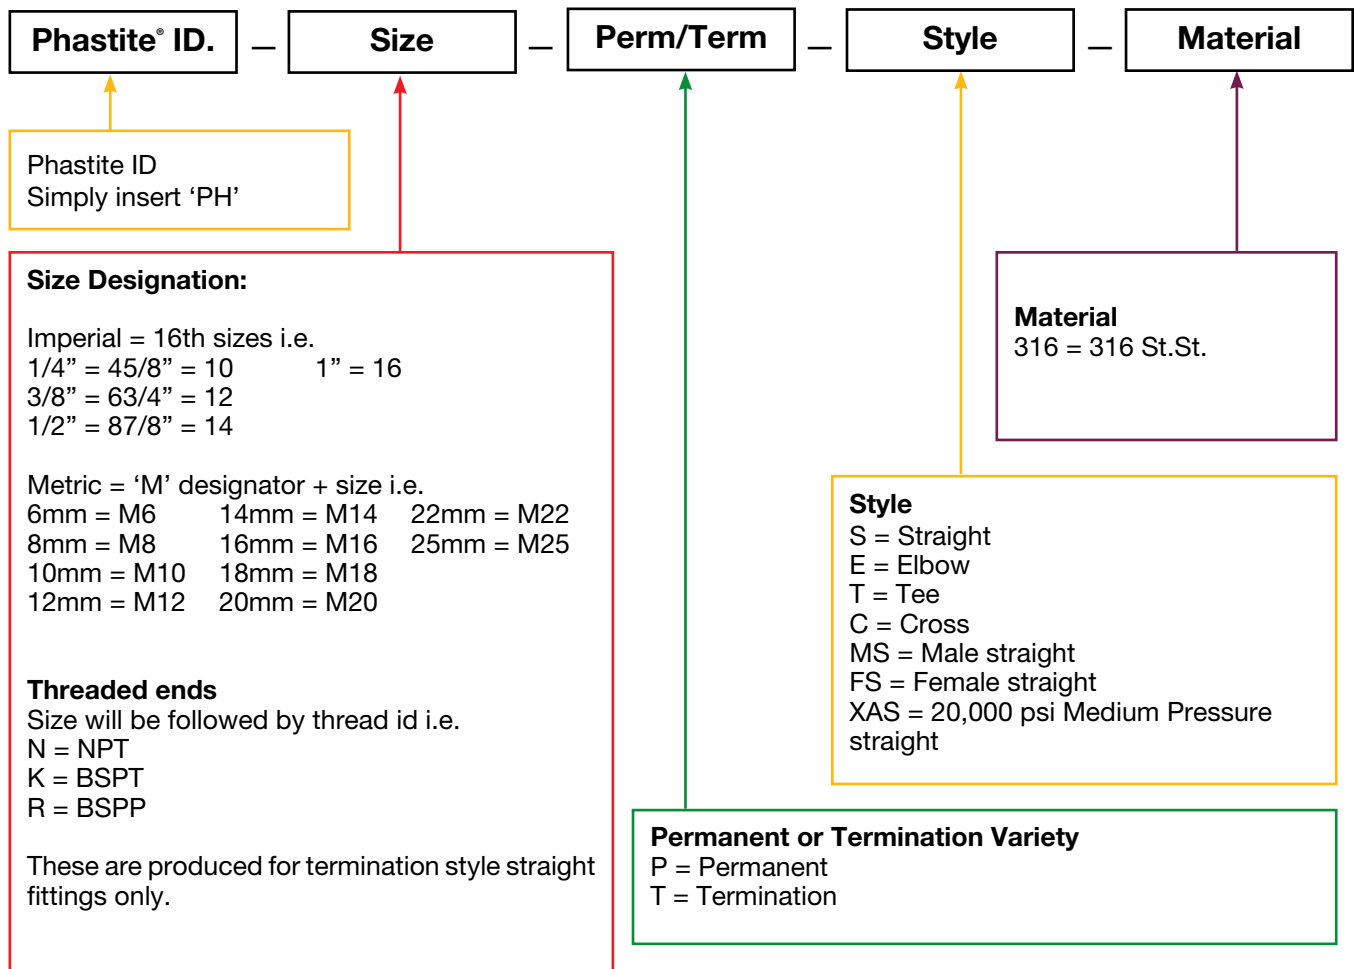 Phastite® ID. – Size – Perm/Term – Style – Material
Phastite ID
Simply insert ‘PH’
Size Designation:
Imperial = 16th sizes i.e.
1/4” = 45/8” = 10 1” = 16
3/8” = 63/4” = 12
1/2” = 87/8” = 14
Metric = ‘M’ designator + size i.e.
6mm = M6 14mm = M14 22mm = M22
8mm = M8 16mm = M16 25mm = M25
10mm = M10 18mm = M18
12mm = M12 20mm = M20
Threaded ends
Size will be followed by thread id i.e.
N = NPT
K = BSPT
R = BSPP
These are produced for termination style straight
fittings only.
Material
316 = 316 St.St.
Style
S = Straight
E = Elbow
T = Tee
C = Cross
MS = Male straight
FS = Female straight
XAS = 20,000 psi Medium Pressure
straight
Permanent or Termination Variety
P = Permanent
T = Termination